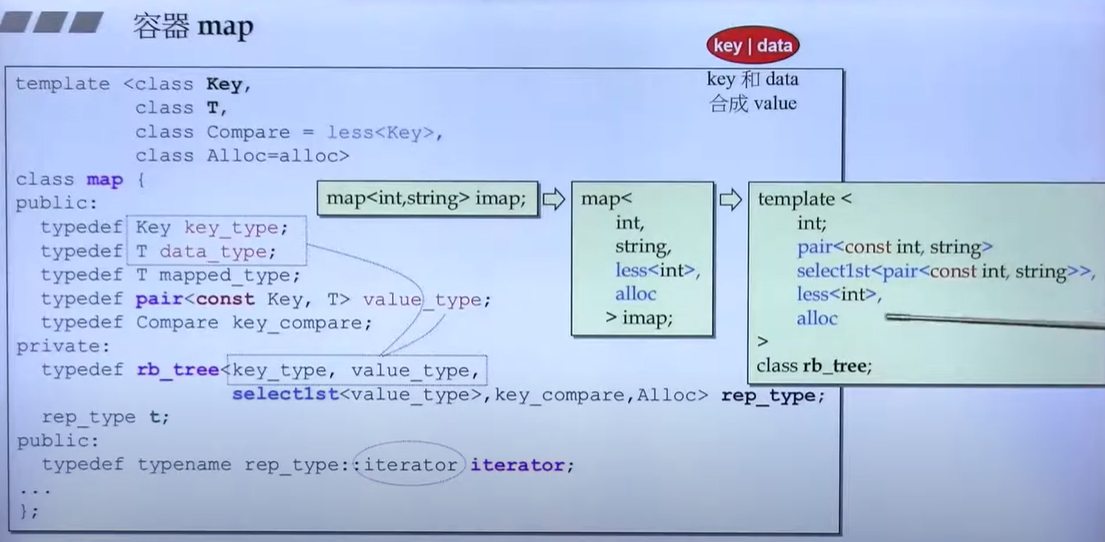 容器 map
key | data
key 和 data
合成 value
template <class Key,
class T,
class Compare = less<Key>,
class Alloc=alloc>
class map {
public:
typedef Key key_type;
typedef T data_type;
typedef T mapped_type;
typedef pair<const Key, T> value_type;
typedef Compare key_compare;
private:
typedef rb_tree<key_type, value_type,
select1st<value_type>,key_compare,Alloc> rep_type;
rep_type t;
public:
typedef typename rep_type::iterator iterator;
...
};
map<int,string> imap;
map<
int,
string,
less<int>,
alloc
> imap;
template <
int;
pair<const int, string>
select1st<pair<const int, string>>,
less<int>,
alloc
>
class rb_tree;